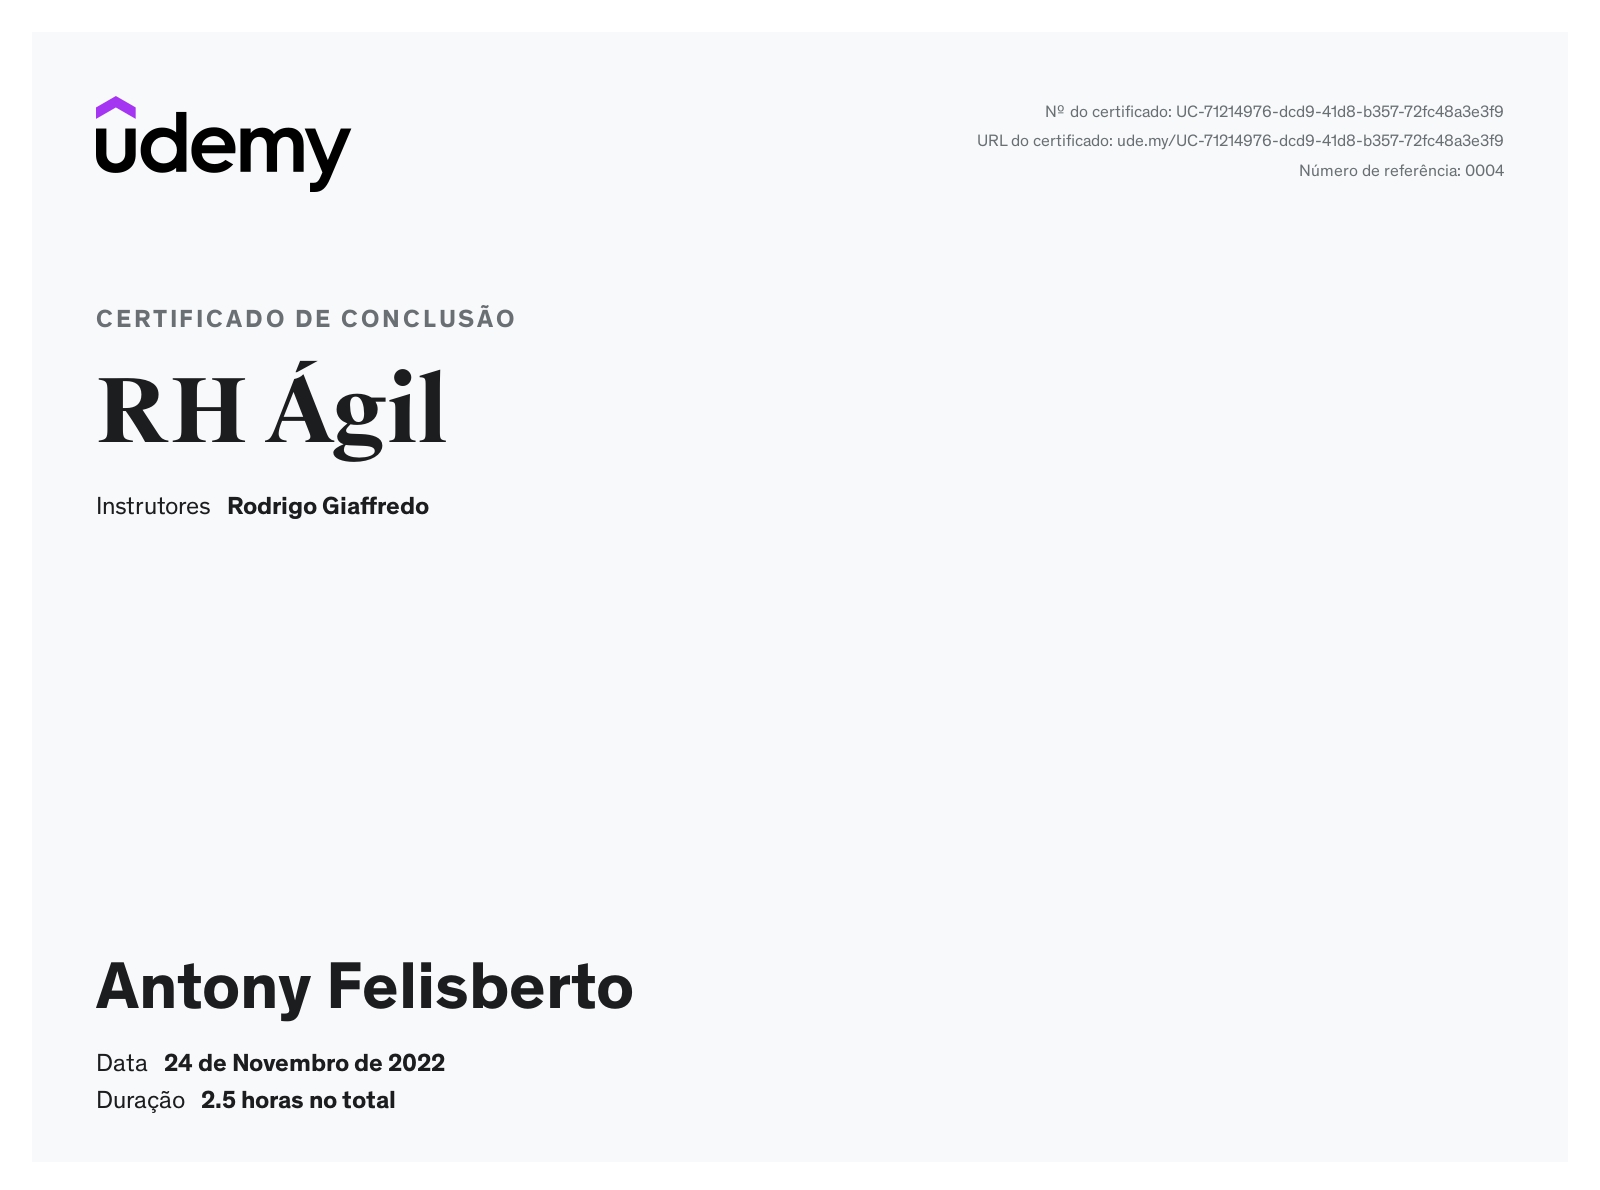 udemy
Nº do certificado: UC-71214976-dcd9-41d8-b357-72fc48a3e3f9
URL do certificado: ude.my/UC-71214976-dcd9-41d8-b357-72fc48a3e3f9
Número de referência: 0004
CERTIFICADO DE CONCLUSÃO
RH Ágil
Instrutores Rodrigo Giaffredo
Antony Felisberto
Data 24 de Novembro de 2022
Duração 2.5 horas no total